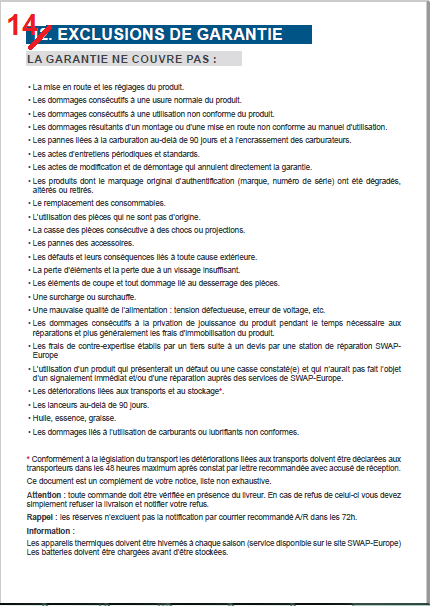 14
12. EXCLUSIONS DE GARANTIE
LA GARANTIE NE COUVRE PAS :
• La mise en route et les réglages du produit.
• Les dommages consécutifs à une usure normale du produit.
• Les dommages consécutifs à une utilisation non conforme du produit.
• Les dommages résultants d'un montage ou d'une mise en route non conforme au manuel d'utilisation.
• Les pannes liées à la carburation au-delà de 90 jours et à l'encrassement des carburateurs.
• Les actes d'entretiens périodiques et standards.
• Les actes de modification et de démontage qui annulent directement la garantie.
• Les produits dont le marquage original d'authentification (marque, numéro de série) ont été dégradés,
altérés ou retirés.
• Le remplacement des consommables.
• L'utilisation des pièces qui ne sont pas d'origine.
• La casse des pièces consécutive à des chocs ou projections.
• Les pannes des accessoires.
• Les défauts et leurs conséquences liés à toute cause extérieure.
• La perte d'éléments et la perte due à un vissage insuffisant.
• Les éléments de coupe et tout dommage lié au desserrage des pièces.
• Une surcharge ou surchauffe.
• Une mauvaise qualité de l'alimentation : tension défectueuse, erreur de voltage, etc.
• Les dommages consécutifs à la privation de jouissance du produit pendant le temps nécessaire aux
réparations et plus généralement les frais d'immobilisation du produit.
• Les frais de contre-expertise établis par un tiers suite à un devis par une station de réparation SWAP-
Europe
• L'utilisation d'un produit qui présenterait un défaut ou une casse constaté(e) et qui n'aurait pas fait l'objet
d'un signalement immédiat et/ou d'une réparation auprès des services de SWAP-Europe.
• Les détériorations liées aux transports et au stockage*.
• Les lanceurs au-delà de 90 jours.
• Huile, essence, graisse.
• Les dommages liés à l'utilisation de carburants ou lubrifiants non conformes.
* Conformément à la législation du transport les détériorations liées aux transports doivent être déclarées aux
transporteurs dans les 48 heures maximum après constat par lettre recommandée avec accusé de réception.
Ce document est un complément de votre notice, liste non exhaustive.
Attention : toute commande doit être vérifiée en présence du livreur. En cas de refus de celui-ci vous devez
simplement refuser la livraison et notifier votre refus.
Rappel : les réserves n'excluent pas la notification par courrier recommandé A/R dans les 72h.
Information :
Les appareils thermiques doivent être hivernés à chaque saison (service disponible sur le site SWAP-Europe)
Les batteries doivent être chargées avant d'être stockées.